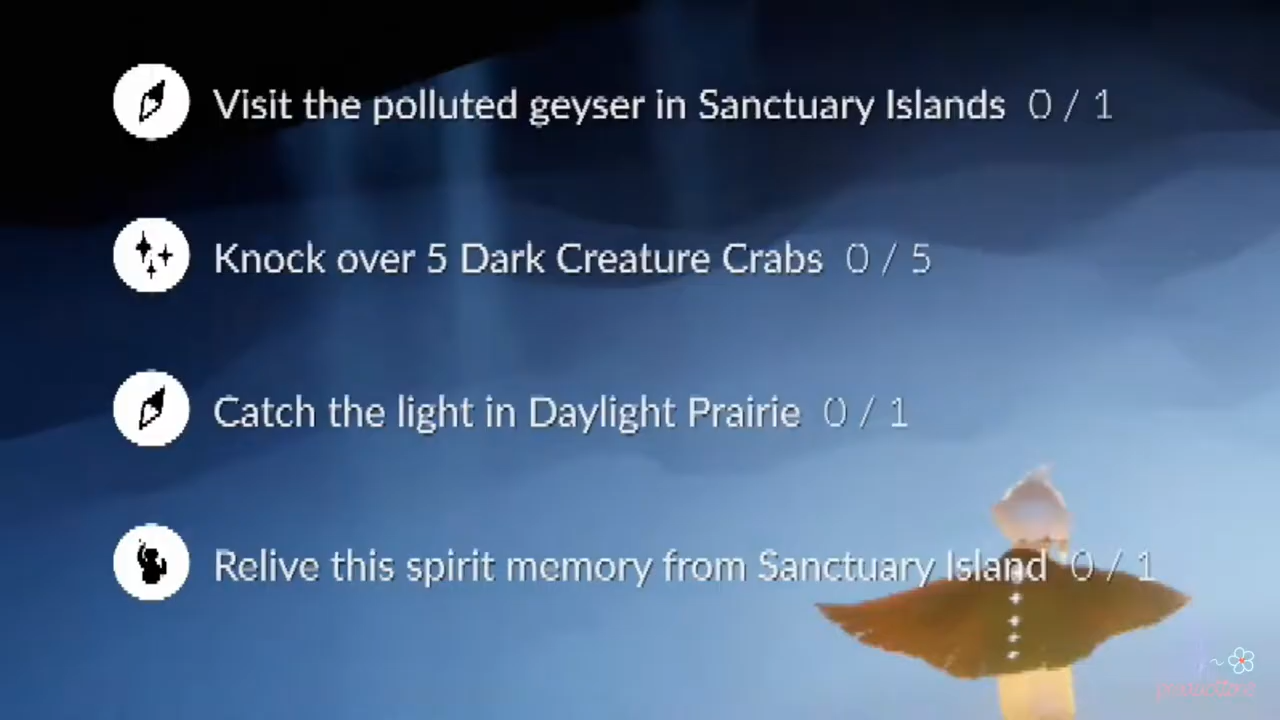 Visit the polluted geyser in Sanctuary Islands 0 / 1
Knock over 5 Dark Creature Crabs 0 / 5
Catch the light in Daylight Prairie 0 / 1
Relive this spirit memory from Sanctuary Island 0 / 1